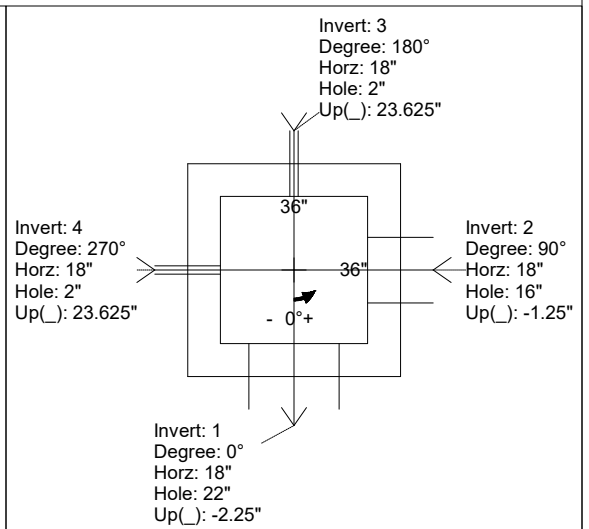 Invert: 3
Degree: 180°
Horz: 18"
Hole: 2"
Up(_): 23.625"
36"
Invert: 4
Degree: 270°
Horz: 18"
Hole: 2"
Up(_): 23.625"
36"
Invert: 2
Degree: 90°
Horz: 18"
Hole: 16"
Up(_): -1.25"
- 0°+
Invert: 1
Degree: 0°
Horz: 18"
Hole: 22"
Up(_): -2.25"